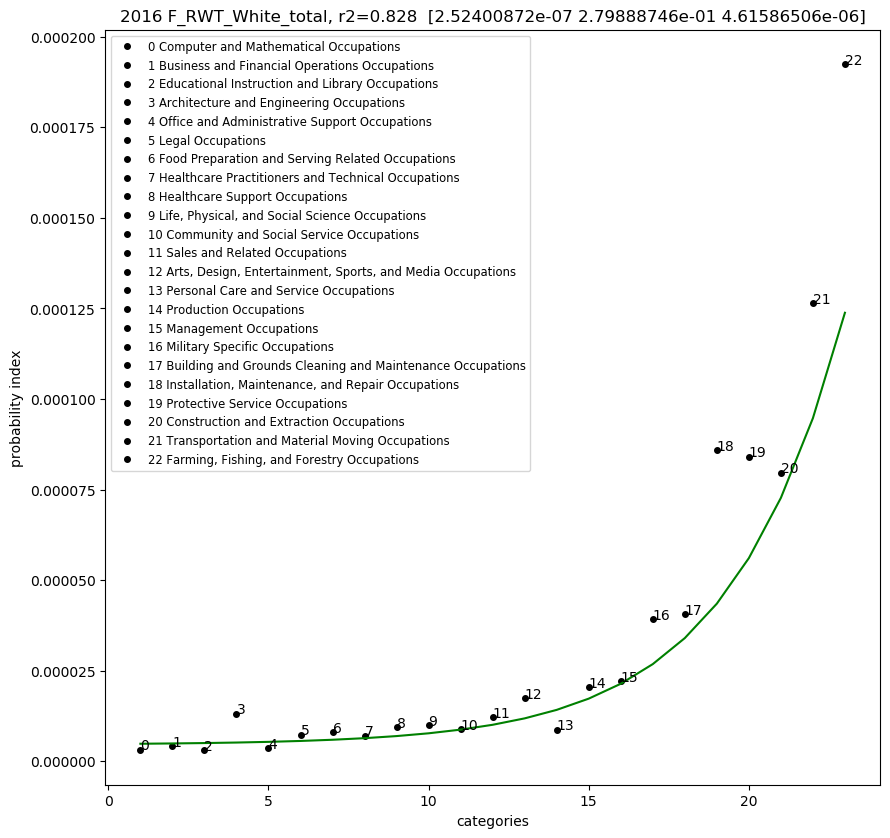 2016 F_RWT_White_total, r2=0.828  [2.52400872e-07 2.79888746e-01 4.61586506e-06]
0.000200
0.000175
0.000150
0.000125
0.000100
0.000075
0.000050
0.000025
0.000000
probability index
0 Computer and Mathematical Occupations
1 Business and Financial Operations Occupations
2 Educational Instruction and Library Occupations
3 Architecture and Engineering Occupations
4 Office and Administrative Support Occupations
5 Legal Occupations
6 Food Preparation and Serving Related Occupations
7 Healthcare Practitioners and Technical Occupations
8 Healthcare Support Occupations
9 Life, Physical, and Social Science Occupations
10 Community and Social Service Occupations
11 Sales and Related Occupations
12 Arts, Design, Entertainment, Sports, and Media Occupations
13 Personal Care and Service Occupations
14 Production Occupations
15 Management Occupations
16 Military Specific Occupations
17 Building and Grounds Cleaning and Maintenance Occupations
18 Installation, Maintenance, and Repair Occupations
19 Protective Service Occupations
20 Construction and Extraction Occupations
21 Transportation and Material Moving Occupations
22 Farming, Fishing, and Forestry Occupations
0
1
2
3
4
5
6
7
8
9
10
11
12
13
14
15
16
17
18
19
20
21
22
0 5 10 15 20
categories